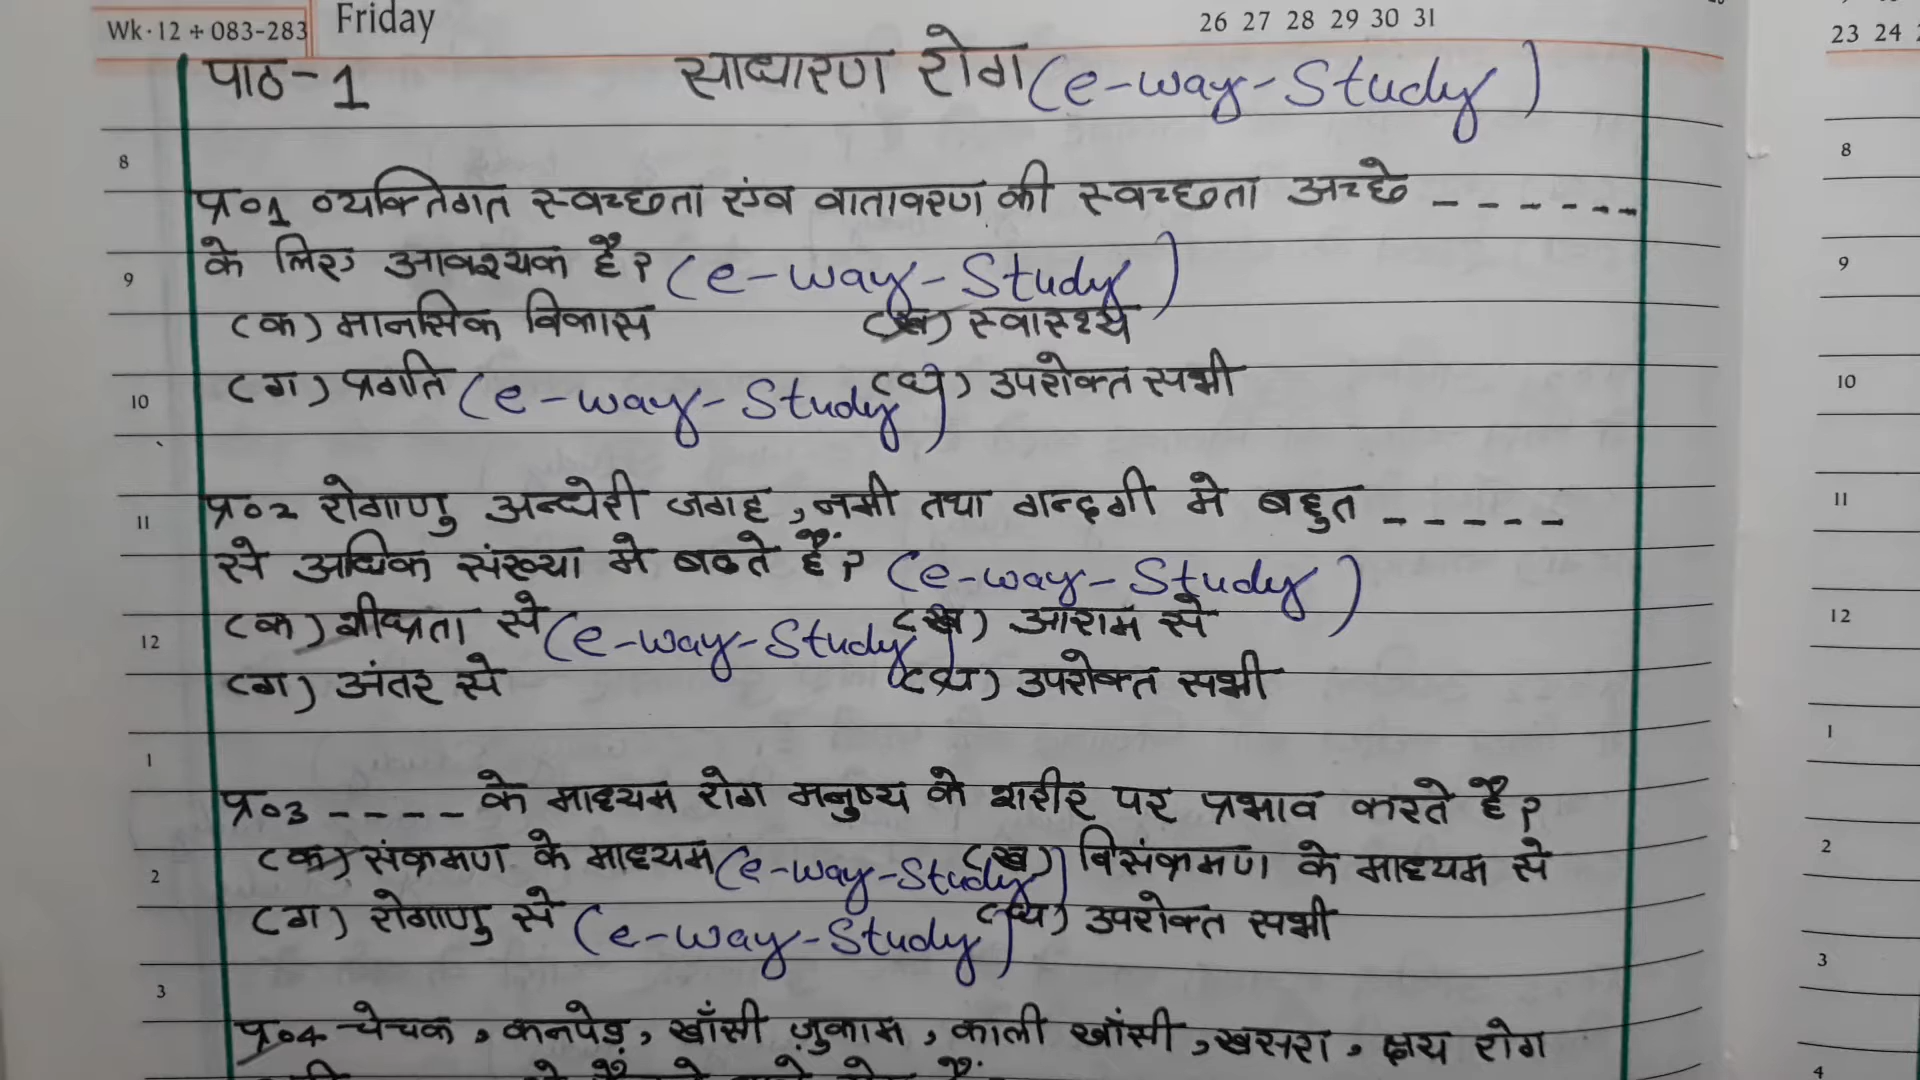 Wk·12 ÷ 083-283 Friday 26 27 28 29 30 31
23 24
पाठ-1 साधारण रोग (e-way-Study)
प्र०1 व्यक्तिगत स्वच्छता एंव वातावरण की स्वच्छता अच्छे ------
के लिए आवश्यक है? (e-way-Study)
(क) मानसिक विकास (ख) स्वास्थ्य
(ग) प्रगति (e-way-Study) (घ) उपरोक्त सभी
प्र०2 रोगाणु अन्धेरी जगह, नमी तथा गन्दगी मे बहुत -----
से अधिक संख्या मे बढते हैं? (e-way-Study)
(क) शीघ्रता से (e-way-Study) (ख) आराम से
(ग) अंतर से (घ) उपरोक्त सभी
प्र०3 ---- के माध्यम रोग मनुष्य के शरीर पर प्रभाव करते है?
(क) संक्रमण के माध्यम (e-way-Study) (ख) विसंक्रमण के माध्यम से
(ग) रोगाणु से (e-way-Study) (घ) उपरोक्त सभी
प्र०4 चेचक, कनपेड़, खाँसी जु़काम, काली खाँसी, खसरा, क्षय रोग
8
9
10
11
12
1
2
3
8
9
10
11
12
1
2
3
4